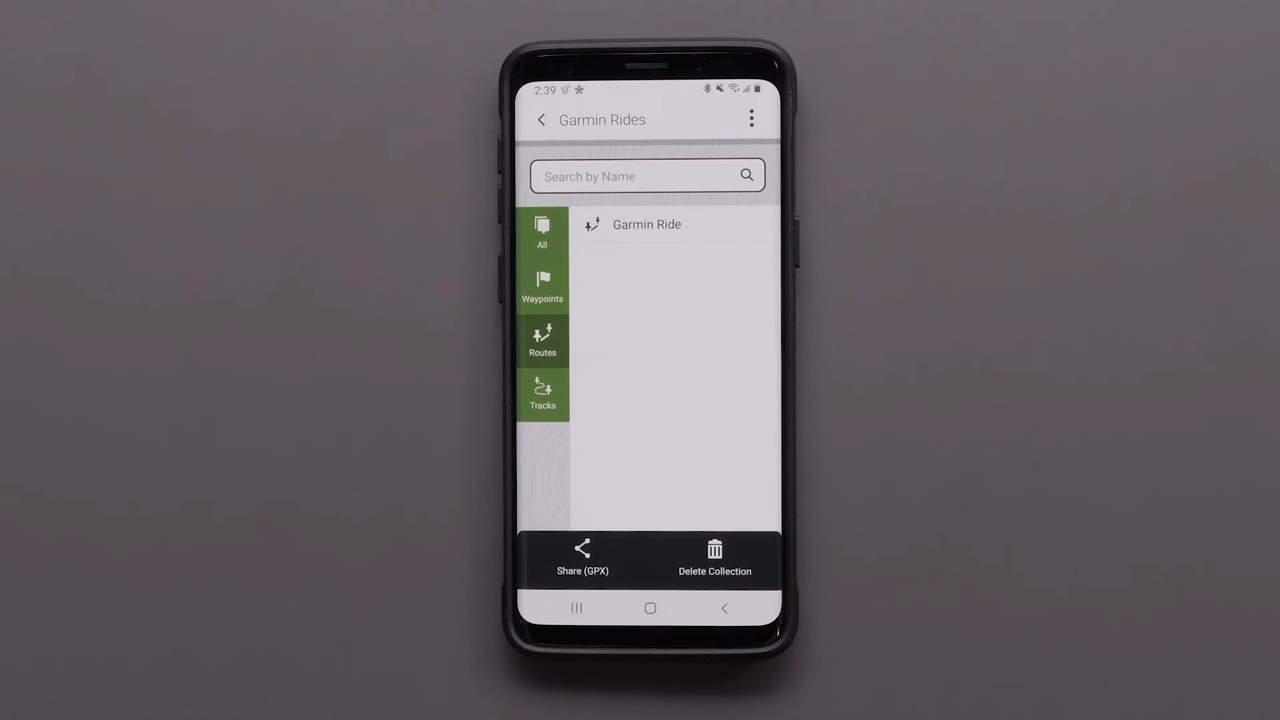 2:39
Garmin Rides
Search by Name
All
Garmin Ride
Waypoints
Routes
Tracks
Share (GPX)
Delete Collection